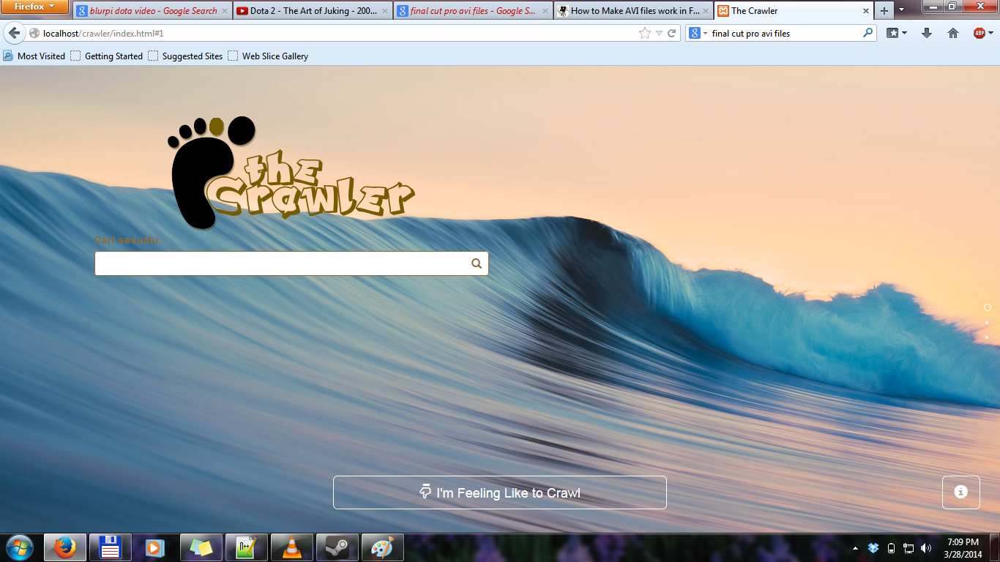 Firefox
blurpi dota video - Google Search
Dota 2 - The Art of Juking - 200...
final cut pro avi files - Google S...
How to Make AVI files work in F...
The Crawler
localhost/crawler/index.html#1
final cut pro avi files
ABP
Most Visited
Getting Started
Suggested Sites
Web Slice Gallery
the
Crawler
Cari sesuatu
I'm Feeling Like to Crawl
7:09 PM
3/28/2014